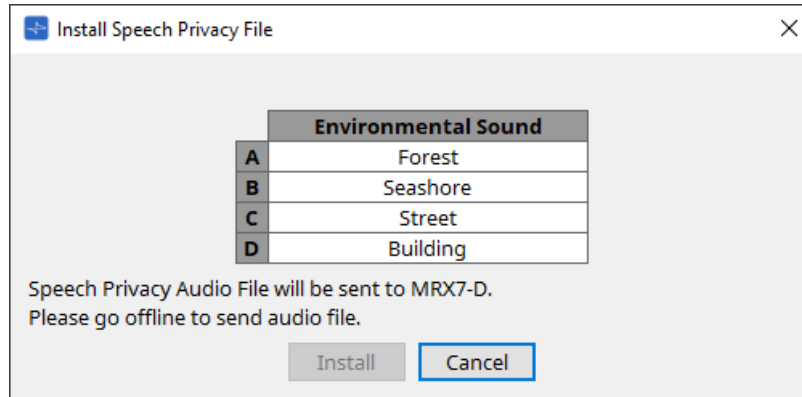 Install Speech Privacy File
Environmental Sound
A Forest
B Seashore
C Street
D Building
Speech Privacy Audio File will be sent to MRX7-D.
Please go offline to send audio file.
Install Cancel